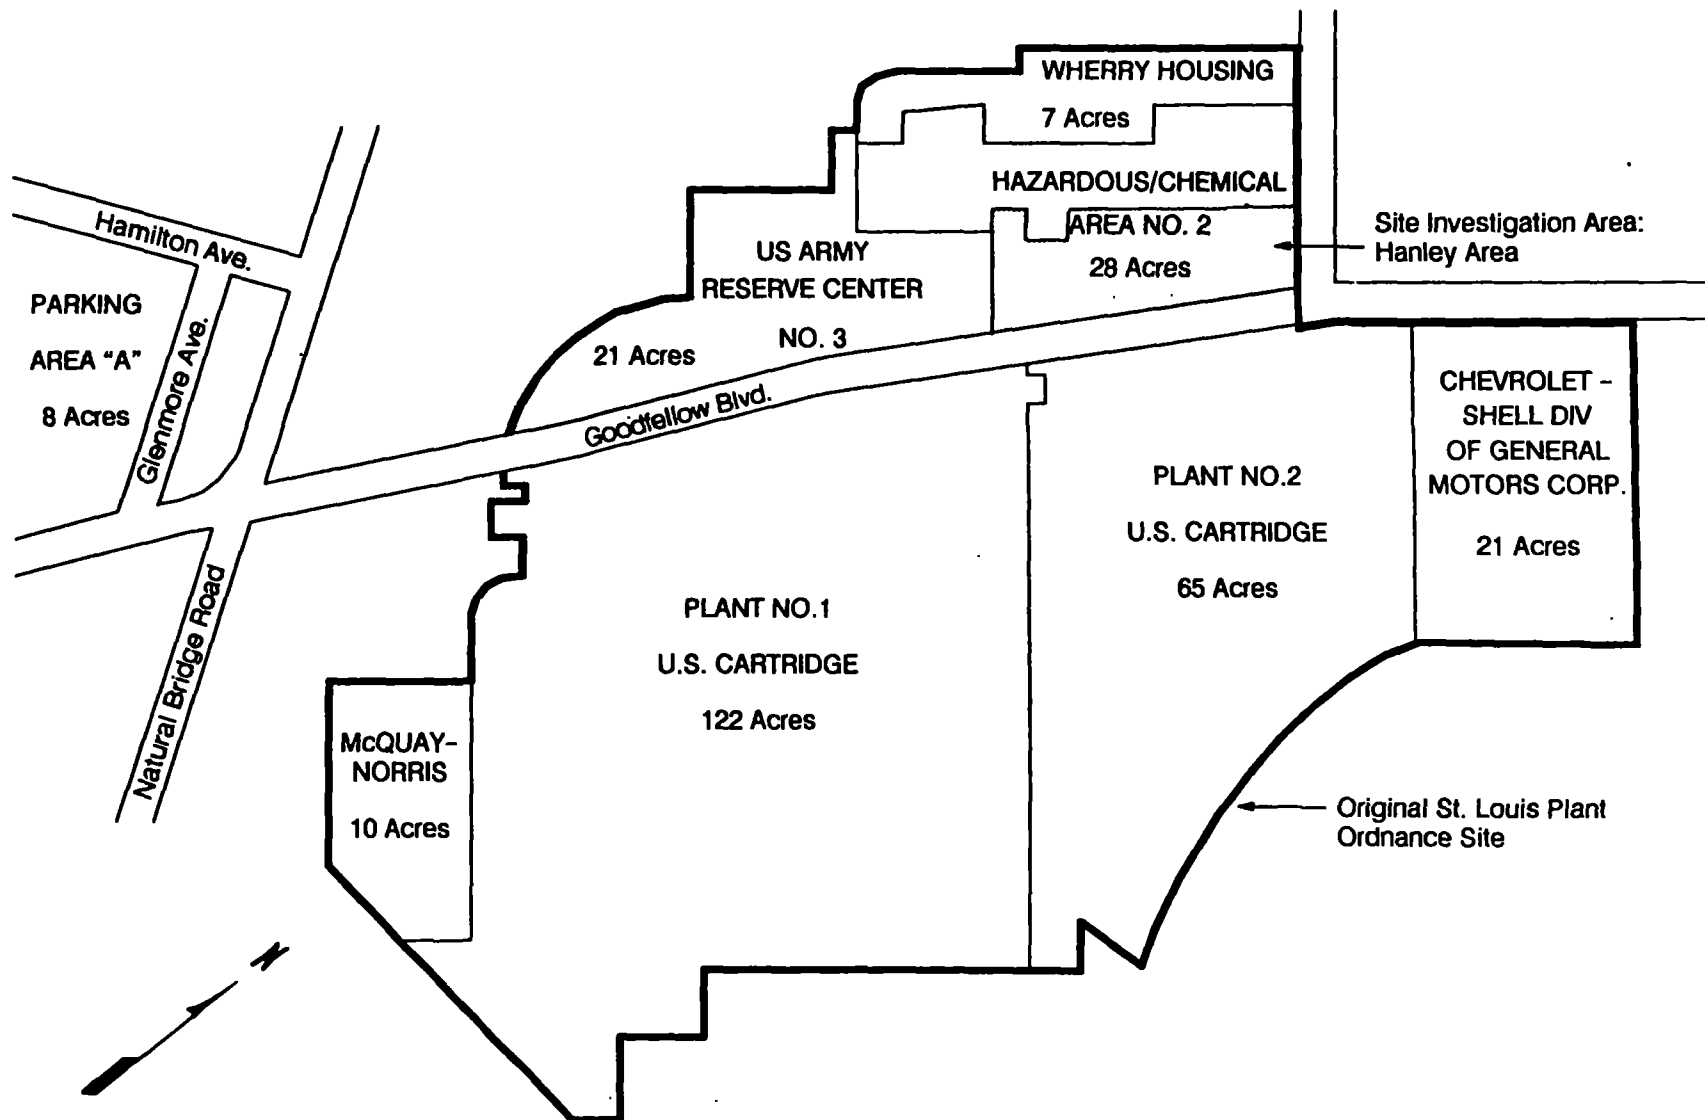 WHERRY HOUSING
7 Acres
HAZARDOUS/CHEMICAL
AREA NO. 2
28 Acres
Site Investigation Area:
Hanley Area
Hamilton Ave.
PARKING
AREA "A"
8 Acres
Glenmore Ave.
US ARMY
RESERVE CENTER
NO. 3
21 Acres
Goodfellow Blvd.
CHEVROLET -
SHELL DIV
OF GENERAL
MOTORS CORP.
21 Acres
PLANT NO.2
U.S. CARTRIDGE
65 Acres
PLANT NO.1
U.S. CARTRIDGE
122 Acres
Natural Bridge Road
McQUAY-
NORRIS
10 Acres
Original St. Louis Plant
Ordnance Site
N